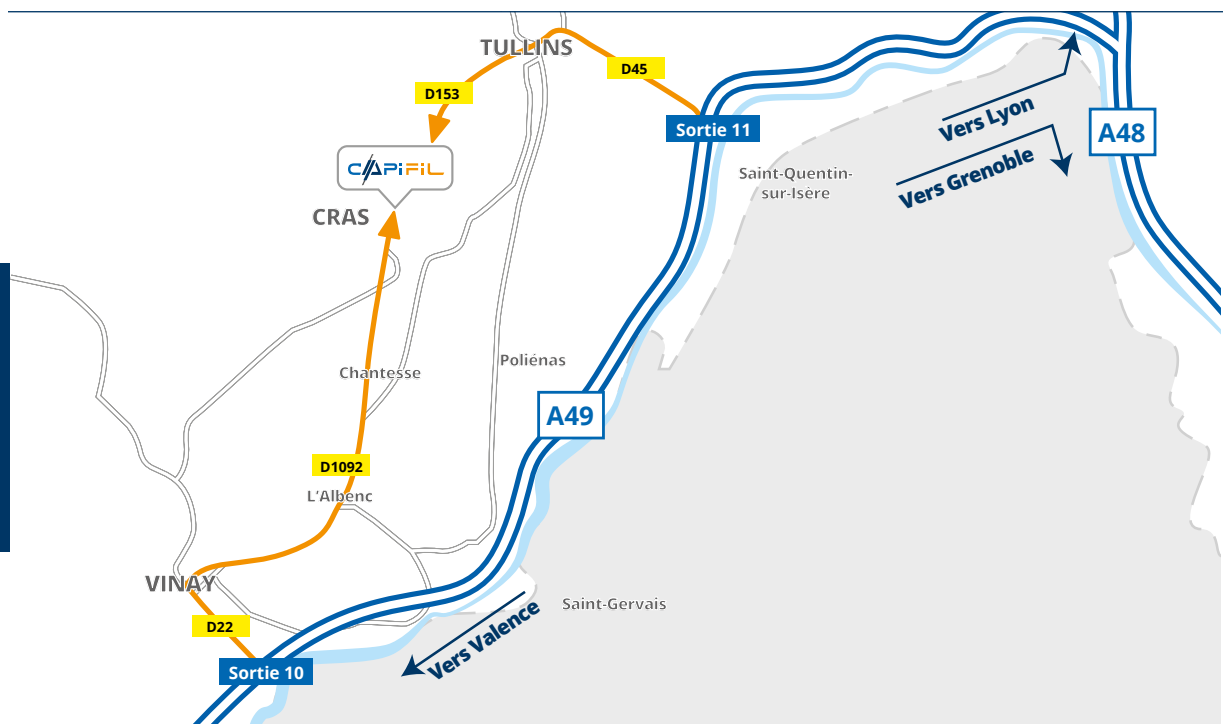 TULLINS
D45
D153
Sortie 11
Vers Lyon
A48
Vers Grenoble
CAPIFIL
Saint-Quentin-
sur-Isère
CRAS
Poliénas
Chantesse
A49
D1092
L'Albenc
VINAY
Saint-Gervais
D22
Vers Valence
Sortie 10